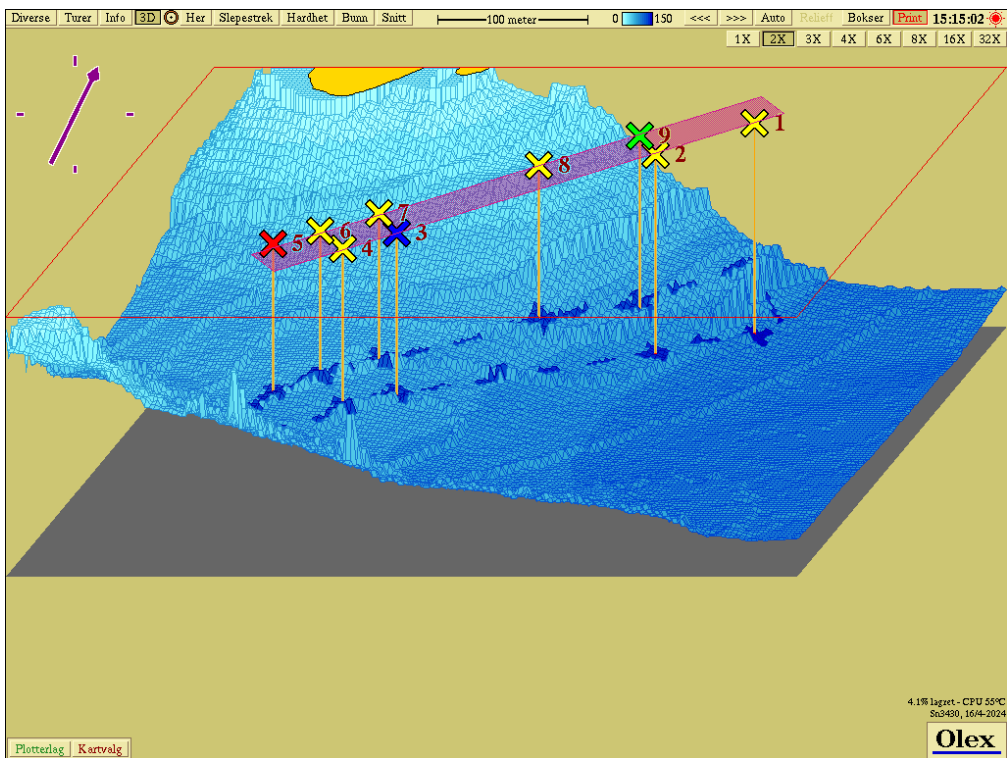 Diverse Turer Info 3D Her Slepestrek Hardhet Bunn Snitt 100 meter 0 150 <<< >>> Auto Relieff Bokser Print 15:15:02
1X 2X 3X 4X 6X 8X 16X 32X
1
9
2
8
7
6
3
5
4
4.1% lagret - CPU 55°C
Sn3430, 16/4-2024
Plotterlag Kartvalg
Olex